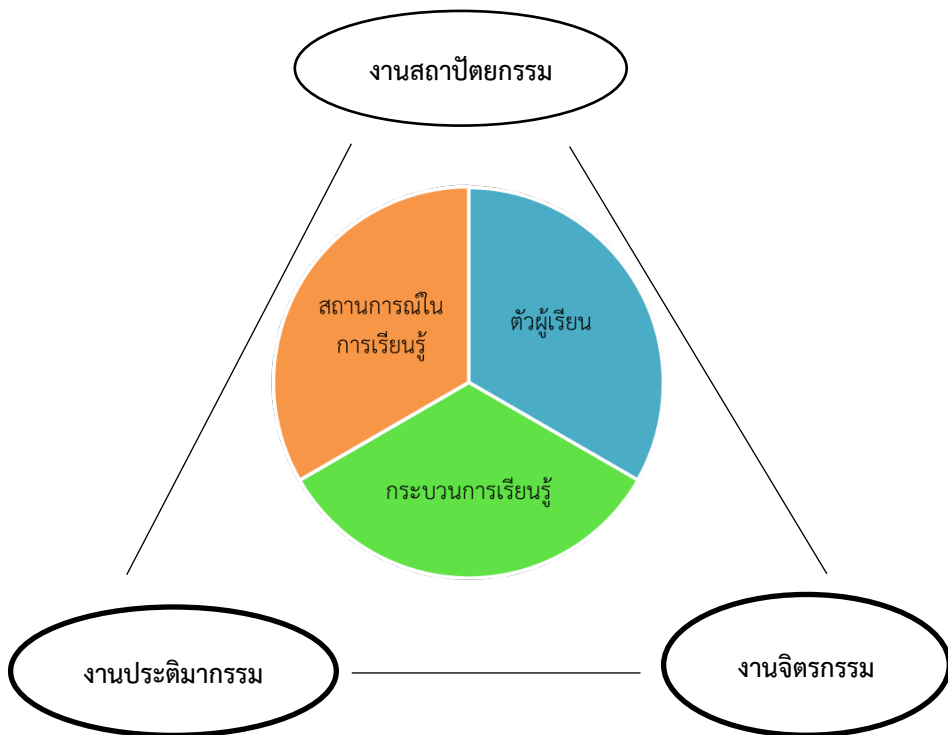 งานสถาปัตยกรรม
สถานการณ์ใน
การเรียนรู้
ตัวผู้เรียน
กระบวนการเรียนรู้
งานประติมากรรม
งานจิตรกรรม